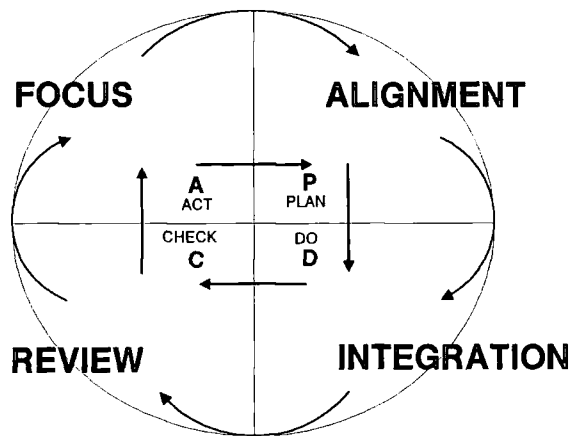 FOCUS
ALIGNMENT
A
ACT
P
PLAN
CHECK
C
DO
D
REVIEW
INTEGRATION